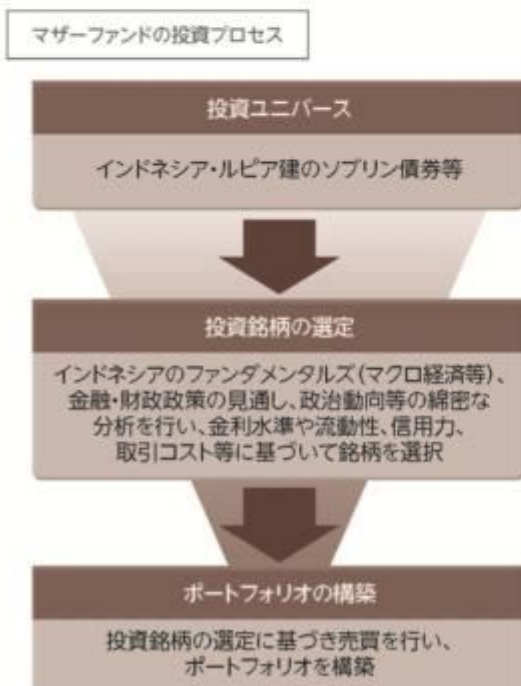 マザーファンドの投資プロセス
投資ユニバース
インドネシア・ルピア建のソブリン債券等
投資銘柄の選定
インドネシアのファンダメンタルズ(マクロ経済等)、
金融・財政政策の見通し、政治動向等の綿密な
分析を行い、金利水準や流動性、信用力、
取引コスト等に基づいて銘柄を選択
ポートフォリオの構築
投資銘柄の選定に基づき売買を行い、
ポートフォリオを構築